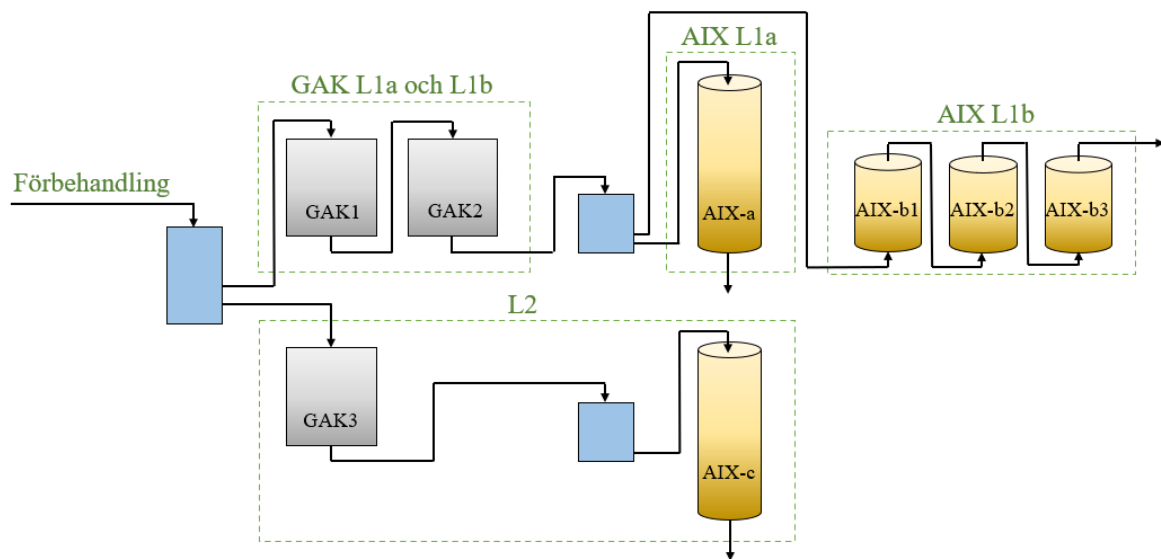 AIX L1a
GAK L1a och L1b
AIX L1b
Förbehandling
GAK1
GAK2
AIX-a
AIX-b1
AIX-b2
AIX-b3
L2
GAK3
AIX-c